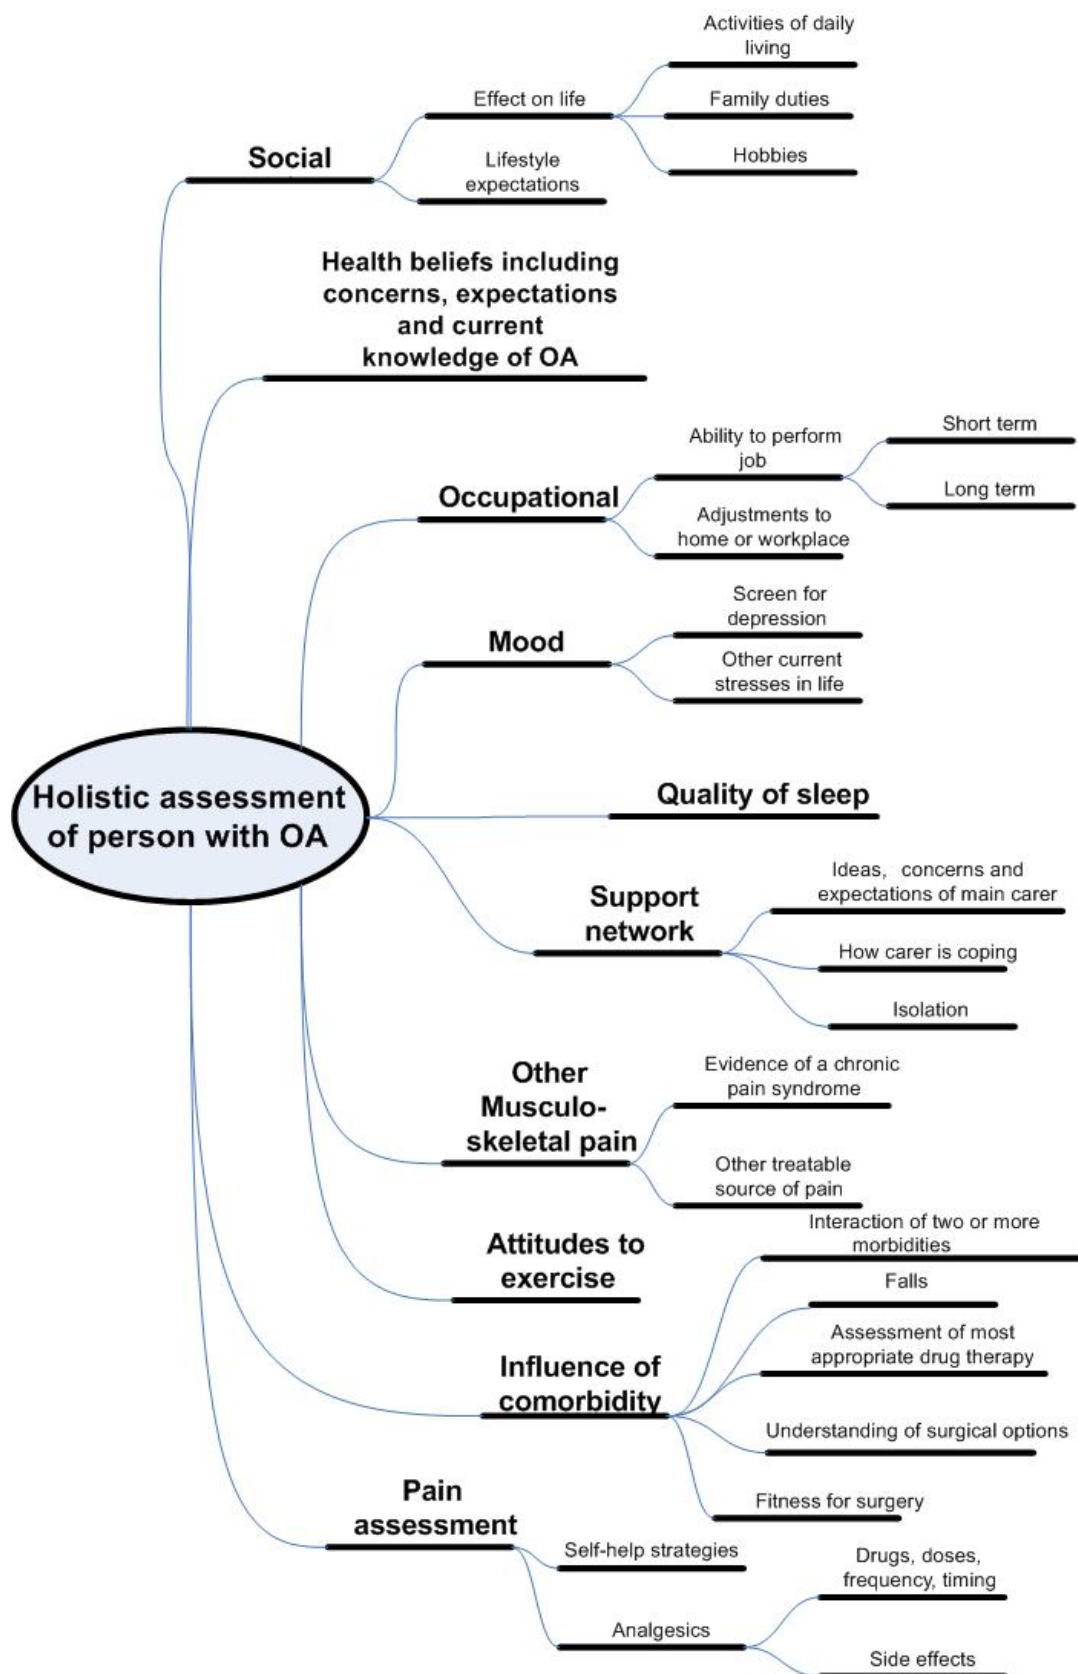 Activities of daily
living
Effect on life
Family duties
Social
Lifestyle
expectations
Hobbies
Health beliefs including
concerns, expectations
and current
knowledge of OA
Short term
Ability to perform
job
Occupational
Long term
Adjustments to
home or workplace
Screen for
depression
Mood
Other current
stresses in life
Holistic assessment
of person with OA
Quality of sleep
Ideas, concerns and
expectations of main carer
Support
network
How carer is coping
Isolation
Other
Musculo-
skeletal pain
Evidence of a chronic
pain syndrome
Other treatable
source of pain
Attitudes to
exercise
Interaction of two or more
morbidities
Falls
Assessment of most
appropriate drug therapy
Influence of
comorbidity
Understanding of surgical options
Fitness for surgery
Pain
assessment
Self-help strategies
Drugs, doses,
frequency, timing
Analgesics
Side effects